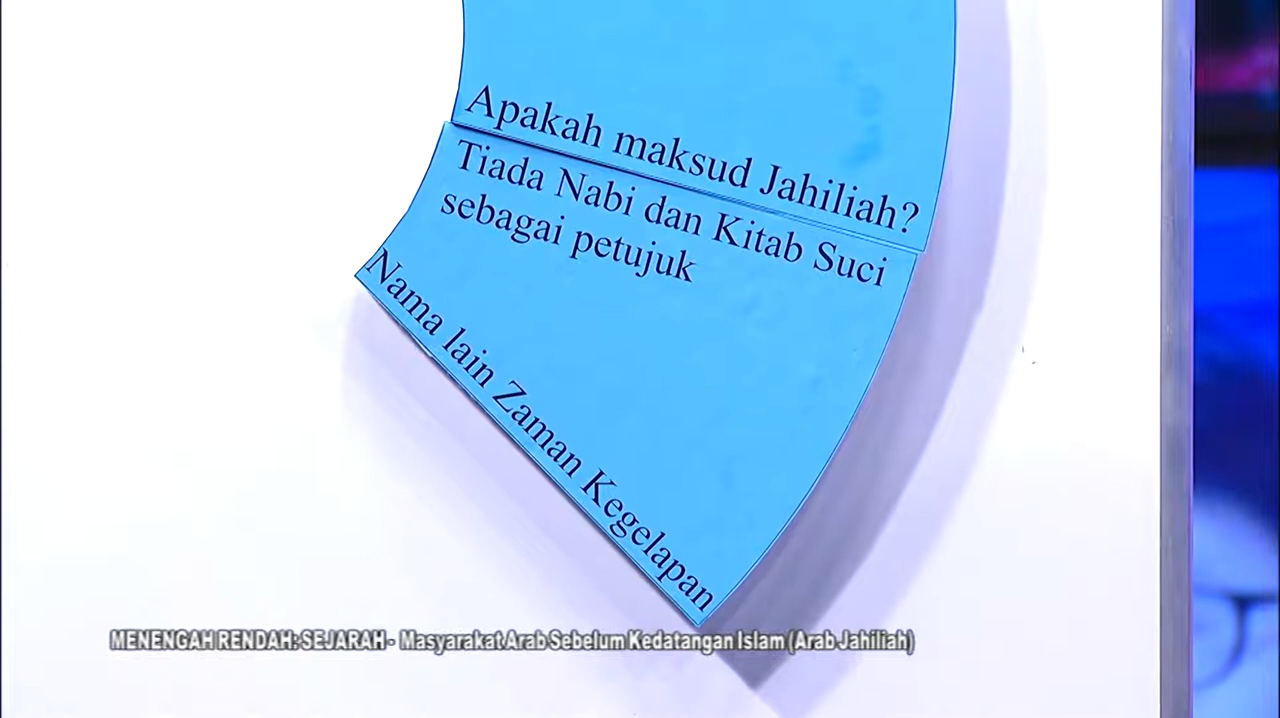 Apakah maksud Jahiliah?
Tiada Nabi dan Kitab Suci
sebagai petujuk
Nama lain Zaman Kegelapan
MENENGAH RENDAH: SEJARAH - Masyarakat Arab Sebelum Kedatangan Islam (Arab Jahiliah)